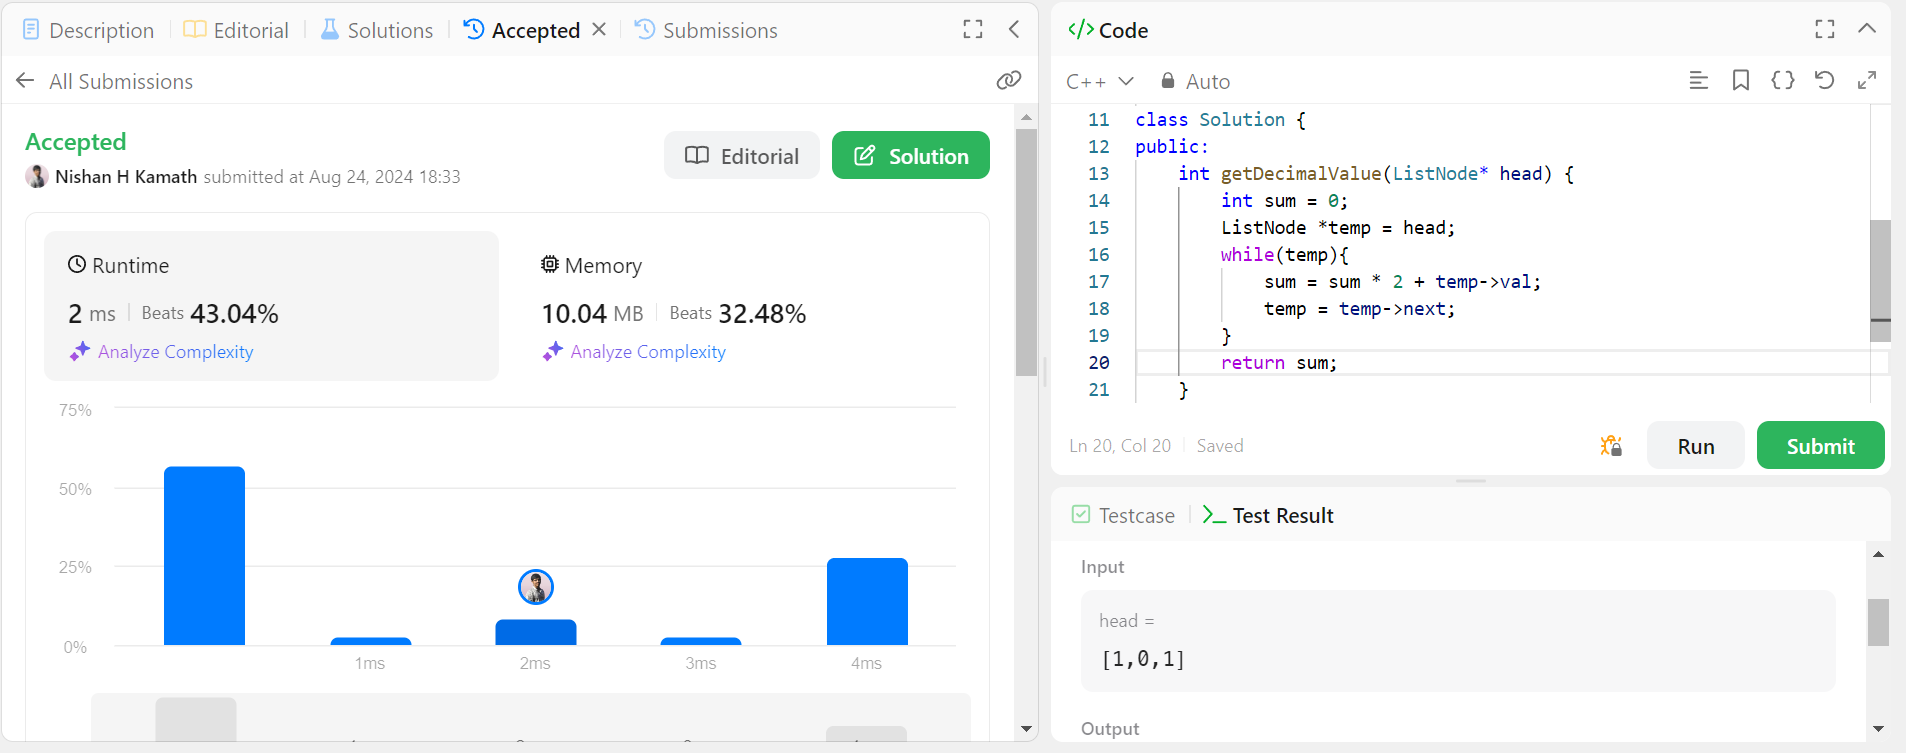 Description Editorial Solutions Accepted Submissions
All Submissions
Accepted
Nishan H Kamath submitted at Aug 24, 2024 18:33
Editorial
Solution
Runtime
2 ms Beats 43.04%
Analyze Complexity
Memory
10.04 MB Beats 32.48%
Analyze Complexity
75%
50%
25%
0%
1ms 2ms 3ms 4ms
</> Code
C++ Auto
11 class Solution {
12 public:
13 int getDecimalValue(ListNode* head) {
14 int sum = 0;
15 ListNode *temp = head;
16 while(temp){
17 sum = sum * 2 + temp->val;
18 temp = temp->next;
19 }
20 return sum;
21 }
Ln 20, Col 20 Saved
Run
Submit
Testcase >_ Test Result
Input
head =
[1,0,1]
Output